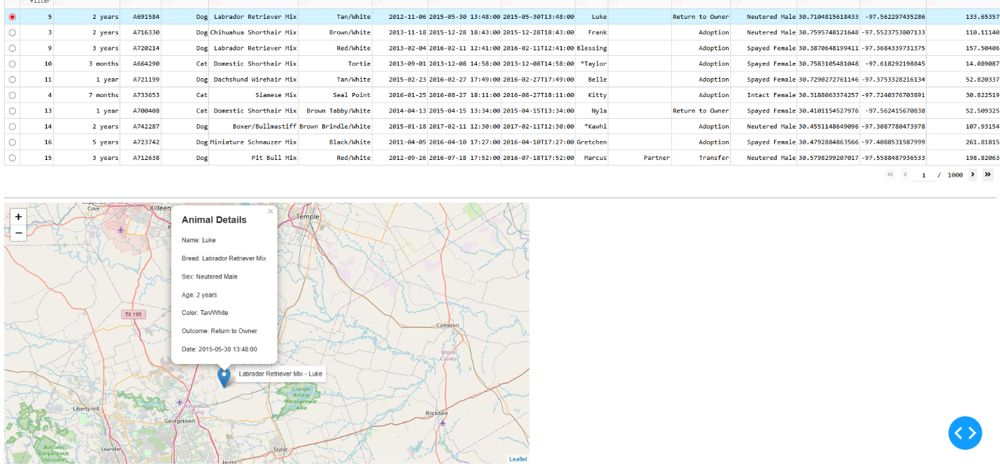 filter
5 2 years A691584 Dog Labrador Retriever Mix Tan/White 2012-11-06 2015-05-30 13:48:00 2015-05-30T13:48:00 Luke Return to Owner Neutered Male 30.7104815618433 -97.562297435286 133.65357
3 2 years A716330 Dog Chihuahua Shorthair Mix Brown/White 2013-11-18 2015-12-28 18:43:00 2015-12-28T18:43:00 Frank Adoption Neutered Male 30.7595748121648 -97.5523753807133 110.11140
9 3 years A720214 Dog Labrador Retriever Mix Red/White 2013-02-04 2016-02-11 12:41:00 2016-02-11T12:41:00 Blessing Adoption Spayed Female 30.3870648199411 -97.3684339731375 157.50406
10 3 months A664290 Cat Domestic Shorthair Mix Tortie 2013-09-01 2013-12-08 14:58:00 2013-12-08T14:58:00 *Taylor Adoption Spayed Female 30.7583105481048 -97.618292198845 14.089087
11 1 year A721199 Dog Dachshund Wirehair Mix Tan/White 2015-02-23 2016-02-27 17:49:00 2016-02-27T17:49:00 Belle Adoption Spayed Female 30.7290272761146 -97.3753328216134 52.820337
4 7 months A733653 Cat Siamese Mix Seal Point 2016-01-25 2016-08-27 18:11:00 2016-08-27T18:11:00 Kitty Adoption Intact Female 30.3188063374257 -97.7240376703891 30.822519
13 1 year A700408 Cat Domestic Shorthair Mix Brown Tabby/White 2014-04-13 2015-04-15 13:34:00 2015-04-15T13:34:00 Nyla Return to Owner Spayed Female 30.4101154527976 -97.562415670838 52.509325
14 2 years A742287 Dog Boxer/Bullmastiff Brown Brindle/White 2015-01-18 2017-02-11 12:30:00 2017-02-11T12:30:00 *Kawhi Adoption Neutered Male 30.4551148649096 -97.3087780473978 107.93154
16 5 years A723742 Dog Miniature Schnauzer Mix Black/White 2011-04-05 2016-04-10 17:27:00 2016-04-10T17:27:00 Gretchen Adoption Spayed Female 30.4792884863566 -97.4088531587999 261.81815
15 3 years A712638 Dog Pit Bull Mix Red/White 2012-09-26 2016-07-18 17:52:00 2016-07-18T17:52:00 Marcus Partner Transfer Neutered Male 30.5798299207017 -97.5588487936533 198.82063
« ‹ 1 / 1000 › »
Cove
Killeen
Temple
+
−
×
Animal Details
Name: Luke
Breed: Labrador Retriever Mix
Sex: Neutered Male
Age: 2 years
Color: Tan/White
Outcome: Return to Owner
Date: 2015-05-30 13:48:00
TX 195
Cameron
Milam
County
Labrador Retriever Mix - Luke
Granger
Wildlife
Management
Area
Williamson
County
Liberty Hill
Georgetown
Rockdale
Balcones
Canyonlands
National
Leander
Taylor
Hutto
Leaflet